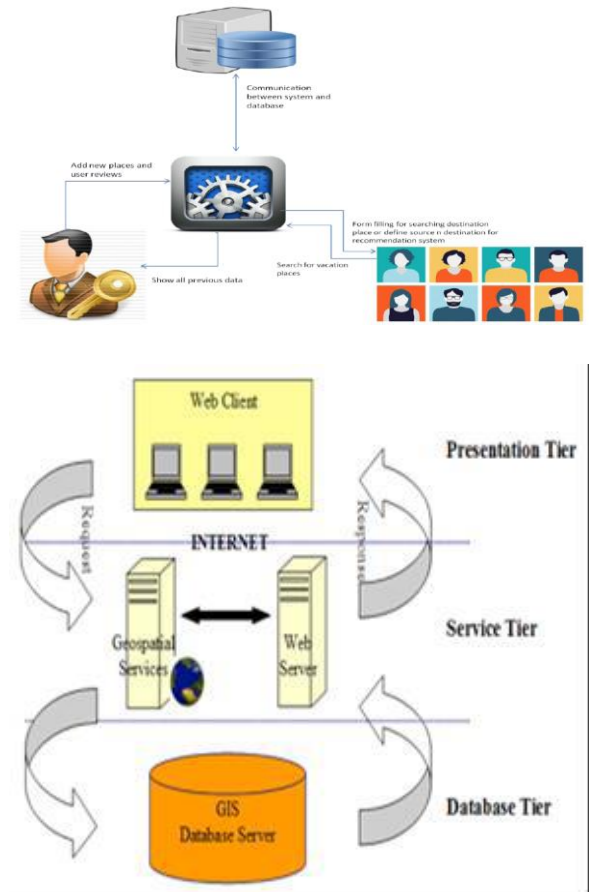 Communication
between system and
database
Add new places and
user reviews
Form filling for searching destination
place or define source n destination for
recommendation system
Search for vacation
places
Show all previous data
Web Client
Presentation Tier
Request
Response
INTERNET
Geospatial
Services
Web
Server
Service Tier
GIS
Database Server
Database Tier